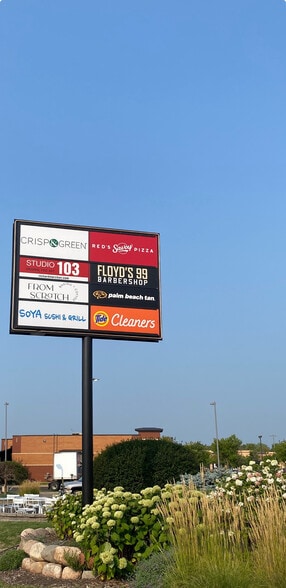 CRISP & GREEN
RED'S Savoy PIZZA
STUDIO 103
FLOYD'S 99
BARBERSHOP
FROM
SCRATCH
palm beach tan
SOYA SUSHI & GRILL
Tide Cleaners